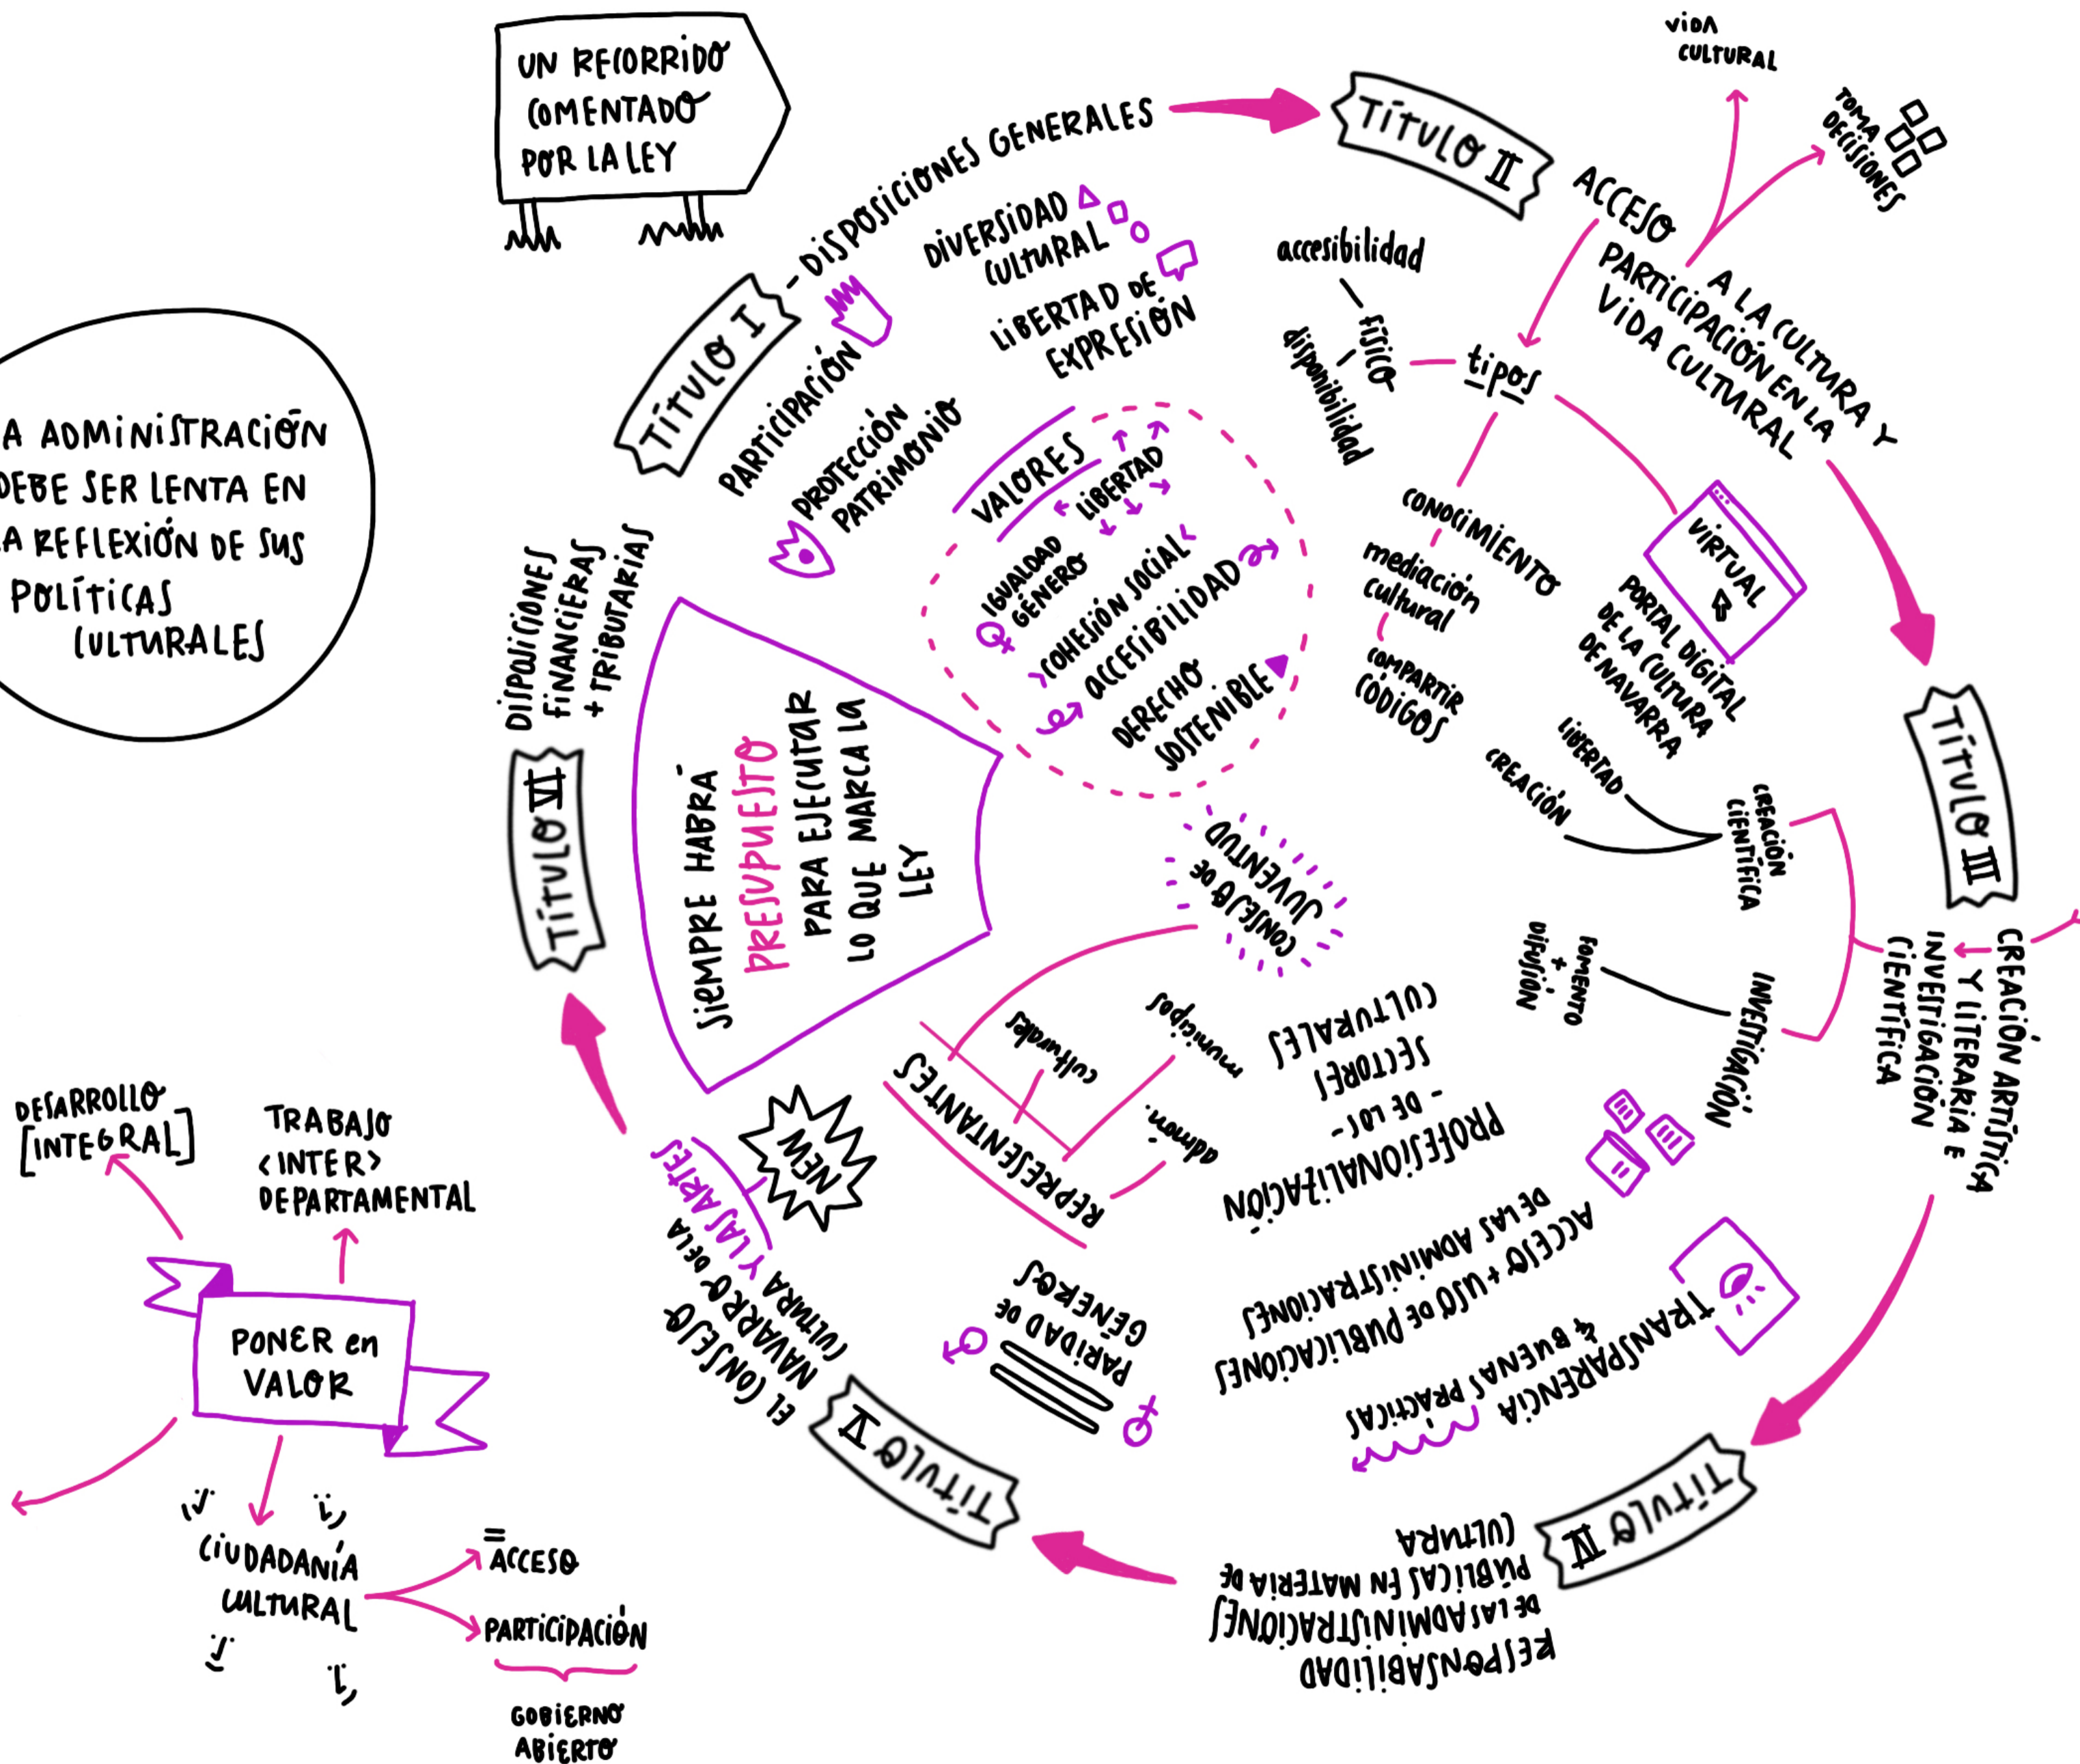 UN RECORRIDO
COMENTADO
POR LA LEY
A ADMINISTRACIÓN
DEBE SER LENTA EN
A REFLEXIÓN DE SUS
POLÍTICAS
CULTURALES
TÍTULO I
- DISPOSICIONES GENERALES
PARTICIPACIÓN
PROTECCIÓN
PATRIMONIO
DIVERSIDAD
CULTURAL
LIBERTAD DE
EXPRESIÓN
VALORES
LIBERTAD
IGUALDAD
GÉNERO
COHESIÓN SOCIAL
ACCESIBILIDAD
DERECHO
SOSTENIBLE
TÍTULO II
ACCESO
A LA CULTURA Y
PARTICIPACIÓN EN LA
VIDA CULTURAL
VIDA
CULTURAL
TOMA
DECISIONES
tipos
físico
accesibilidad
disponibilidad
CONOCIMIENTO
mediación
cultural
COMPARTIR
CÓDIGOS
VIRTUAL
PORTAL DIGITAL
DE LA CULTURA
DE NAVARRA
TÍTULO III
CREACIÓN ARTÍSTICA
Y LITERARIA E
INVESTIGACIÓN
CIENTÍFICA
CREACIÓN
CIENTÍFICA
LIBERTAD
CREACIÓN
INVESTIGACIÓN
FOMENTO
+
DIFUSIÓN
TÍTULO IV
RESPONSABILIDAD
DE LAS ADMINISTRACIONES
PÚBLICAS EN MATERIA DE
CULTURA
TRANSPARENCIA
& BUENAS PRÁCTICAS
ACCESO + USO DE PUBLICACIONES
DE LAS ADMINISTRACIONES
PROFESIONALIZACIÓN
- DE LOS -
SECTORES
CULTURALES
TÍTULO V
EL CONSEJO
NAVARRO DE LA
CULTURA Y LAS ARTES
NEW
PARIDAD DE
GÉNEROS
REPRESENTANTES
admon.
municipos
culturales
CONSEJO DE
JUVENTUD
TÍTULO VI
DISPOSICIONES
FINANCIERAS
+ TRIBUTARIAS
SIEMPRE HABRÁ
PRESUPUESTO
PARA EJECUTAR
LO QUE MARCA LA
LEY
DESARROLLO
[INTEGRAL]
TRABAJO
<INTER>
DEPARTAMENTAL
PONER en
VALOR
CIUDADANÍA
CULTURAL
=
ACCESO
PARTICIPACIÓN
GOBIERNO
ABIERTO